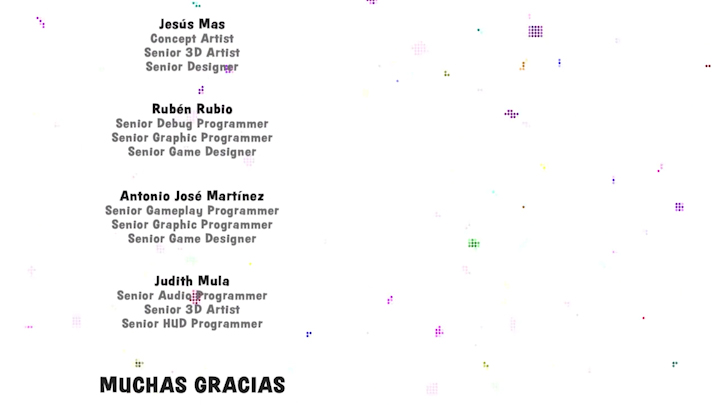 Jesús Mas
Concept Artist
Senior 3D Artist
Senior Designer
Rubén Rubio
Senior Debug Programmer
Senior Graphic Programmer
Senior Game Designer
Antonio José Martínez
Senior Gameplay Programmer
Senior Graphic Programmer
Senior Game Designer
Judith Mula
Senior Audio Programmer
Senior 3D Artist
Senior HUD Programmer
MUCHAS GRACIAS